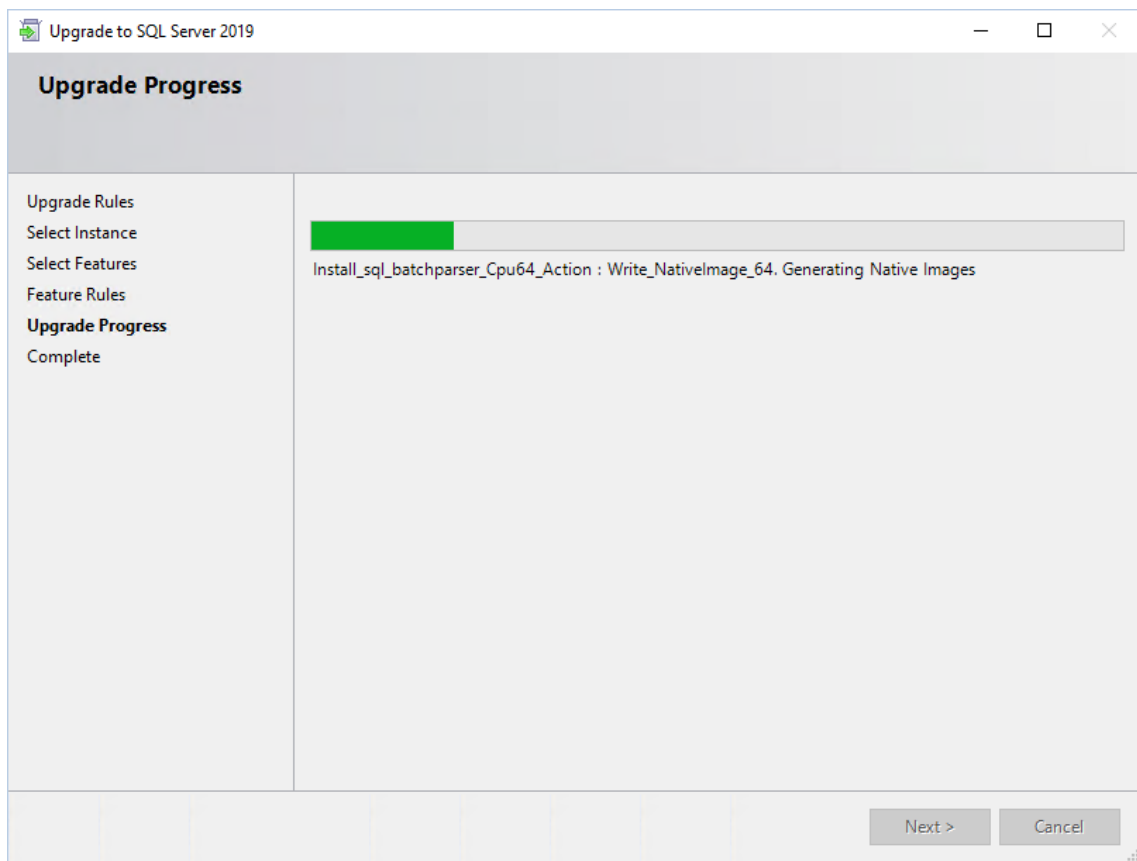 Upgrade to SQL Server 2019
Upgrade Progress
Upgrade Rules
Select Instance
Select Features
Feature Rules
Upgrade Progress
Complete
Install_sql_batchparser_Cpu64_Action : Write_NativeImage_64. Generating Native Images
Next >
Cancel